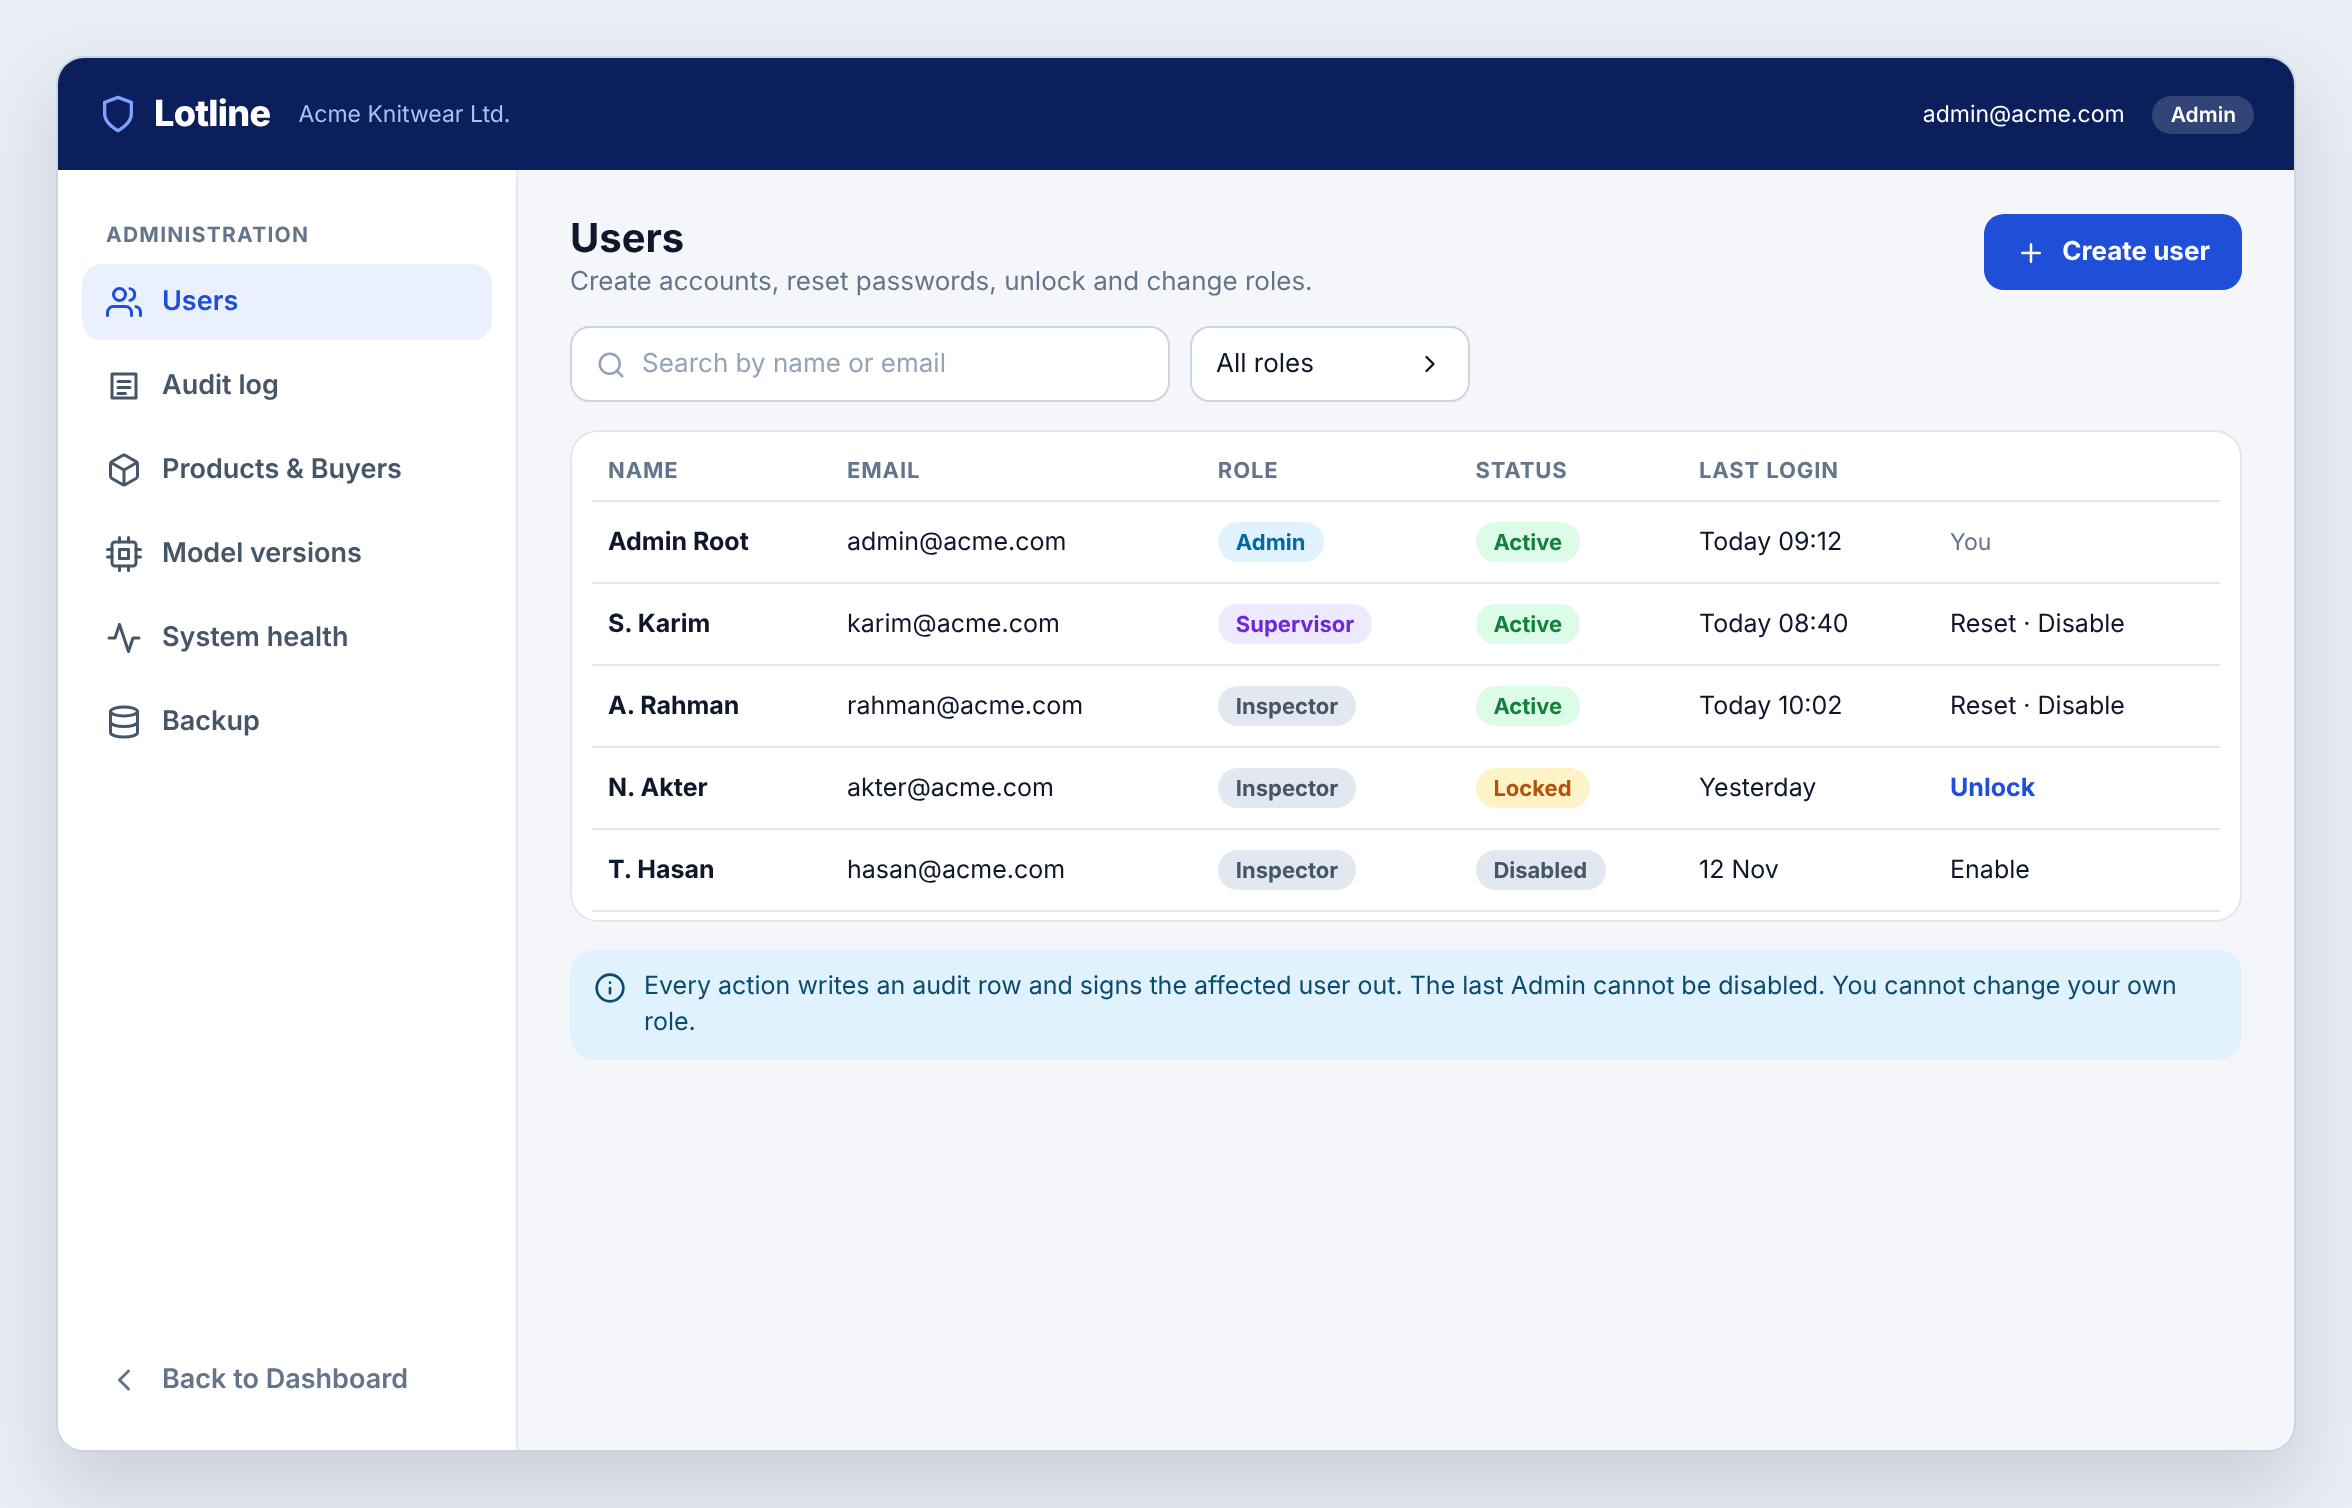 Lotline Acme Knitwear Ltd. admin@acme.com Admin
ADMINISTRATION
Users
Audit log
Products & Buyers
Model versions
System health
Backup
Back to Dashboard
Users
Create accounts, reset passwords, unlock and change roles.
Create user
Search by name or email
All roles
NAME EMAIL ROLE STATUS LAST LOGIN
Admin Root admin@acme.com Admin Active Today 09:12 You
S. Karim karim@acme.com Supervisor Active Today 08:40 Reset · Disable
A. Rahman rahman@acme.com Inspector Active Today 10:02 Reset · Disable
N. Akter akter@acme.com Inspector Locked Yesterday Unlock
T. Hasan hasan@acme.com Inspector Disabled 12 Nov Enable
Every action writes an audit row and signs the affected user out. The last Admin cannot be disabled. You cannot change your own
role.